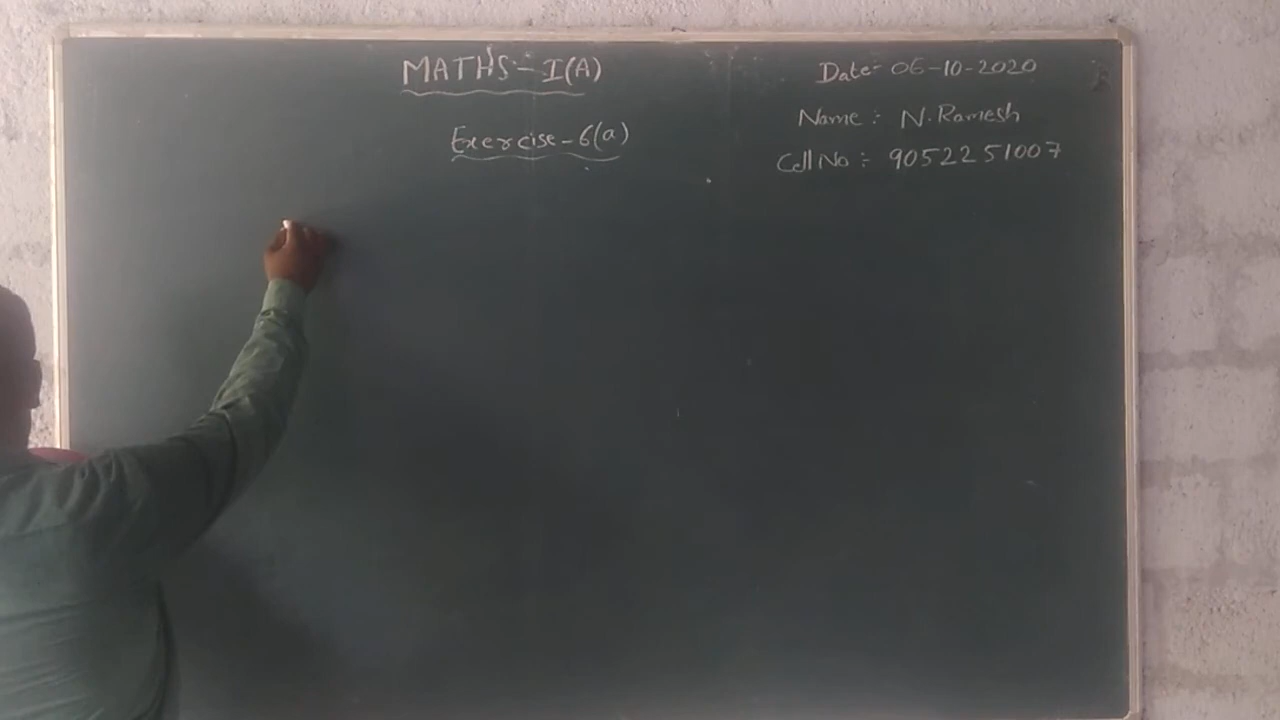 MATHS - I(A)
Exercise - 6(a)
Date:- 06-10-2020
Name :- N. Ramesh
Cell No :- 9052251007